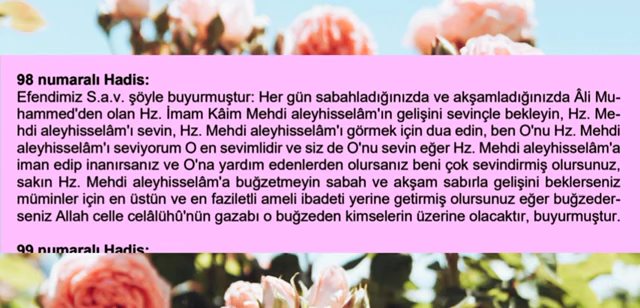 98 numaralı Hadis:
Efendimiz S.a.v. şöyle buyurmuştur: Her gün sabahladığınızda ve akşamladığınızda Âli Mu-
hammed'den olan Hz. İmam Kâim Mehdi aleyhisselâm'ın gelişini sevinçle bekleyin, Hz. Me-
hdi aleyhisselâm'ı sevin, Hz. Mehdi aleyhisselâm'ı görmek için dua edin, ben O'nu Hz. Mehdi
aleyhisselâm'ı seviyorum O en sevimlidir ve siz de O'nu sevin eğer Hz. Mehdi aleyhisselâm'a
iman edip inanırsanız ve O'na yardım edenlerden olursanız beni çok sevindirmiş olursunuz,
sakın Hz. Mehdi aleyhisselâm'a buğzetmeyin sabah ve akşam sabırla gelişini beklerseniz
müminler için en üstün ve en faziletli ameli ibadeti yerine getirmiş olursunuz eğer buğzeder-
seniz Allah celle celâlühû'nün gazabı o buğzeden kimselerin üzerine olacaktır, buyurmuştur.
99 numaralı Hadis: